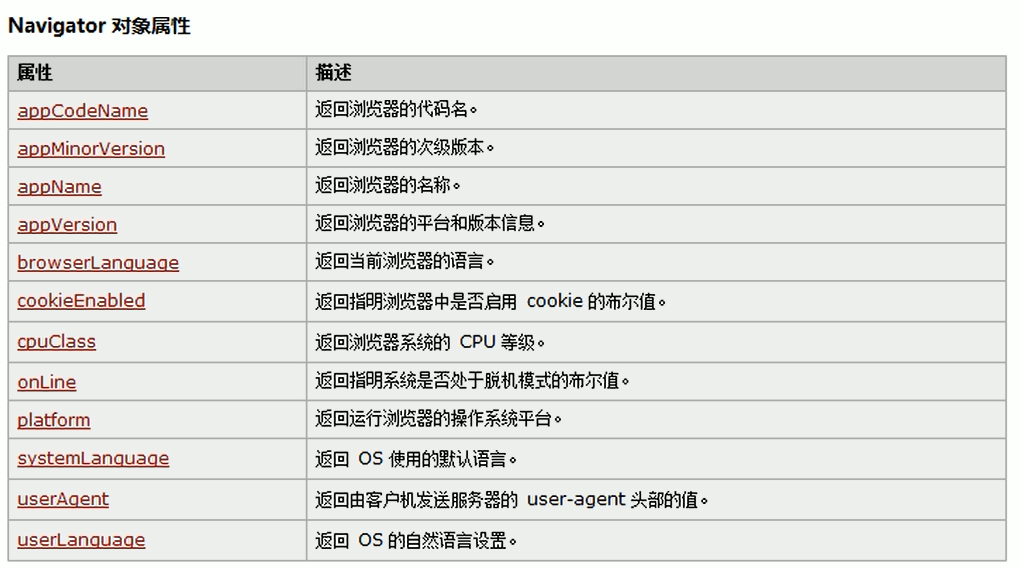 Navigator 对象属性
属性 描述
appCodeName 返回浏览器的代码名。
appMinorVersion 返回浏览器的次级版本。
appName 返回浏览器的名称。
appVersion 返回浏览器的平台和版本信息。
browserLanguage 返回当前浏览器的语言。
cookieEnabled 返回指明浏览器中是否启用 cookie 的布尔值。
cpuClass 返回浏览器系统的 CPU 等级。
onLine 返回指明系统是否处于脱机模式的布尔值。
platform 返回运行浏览器的操作系统平台。
systemLanguage 返回 OS 使用的默认语言。
userAgent 返回由客户机发送服务器的 user-agent 头部的值。
userLanguage 返回 OS 的自然语言设置。